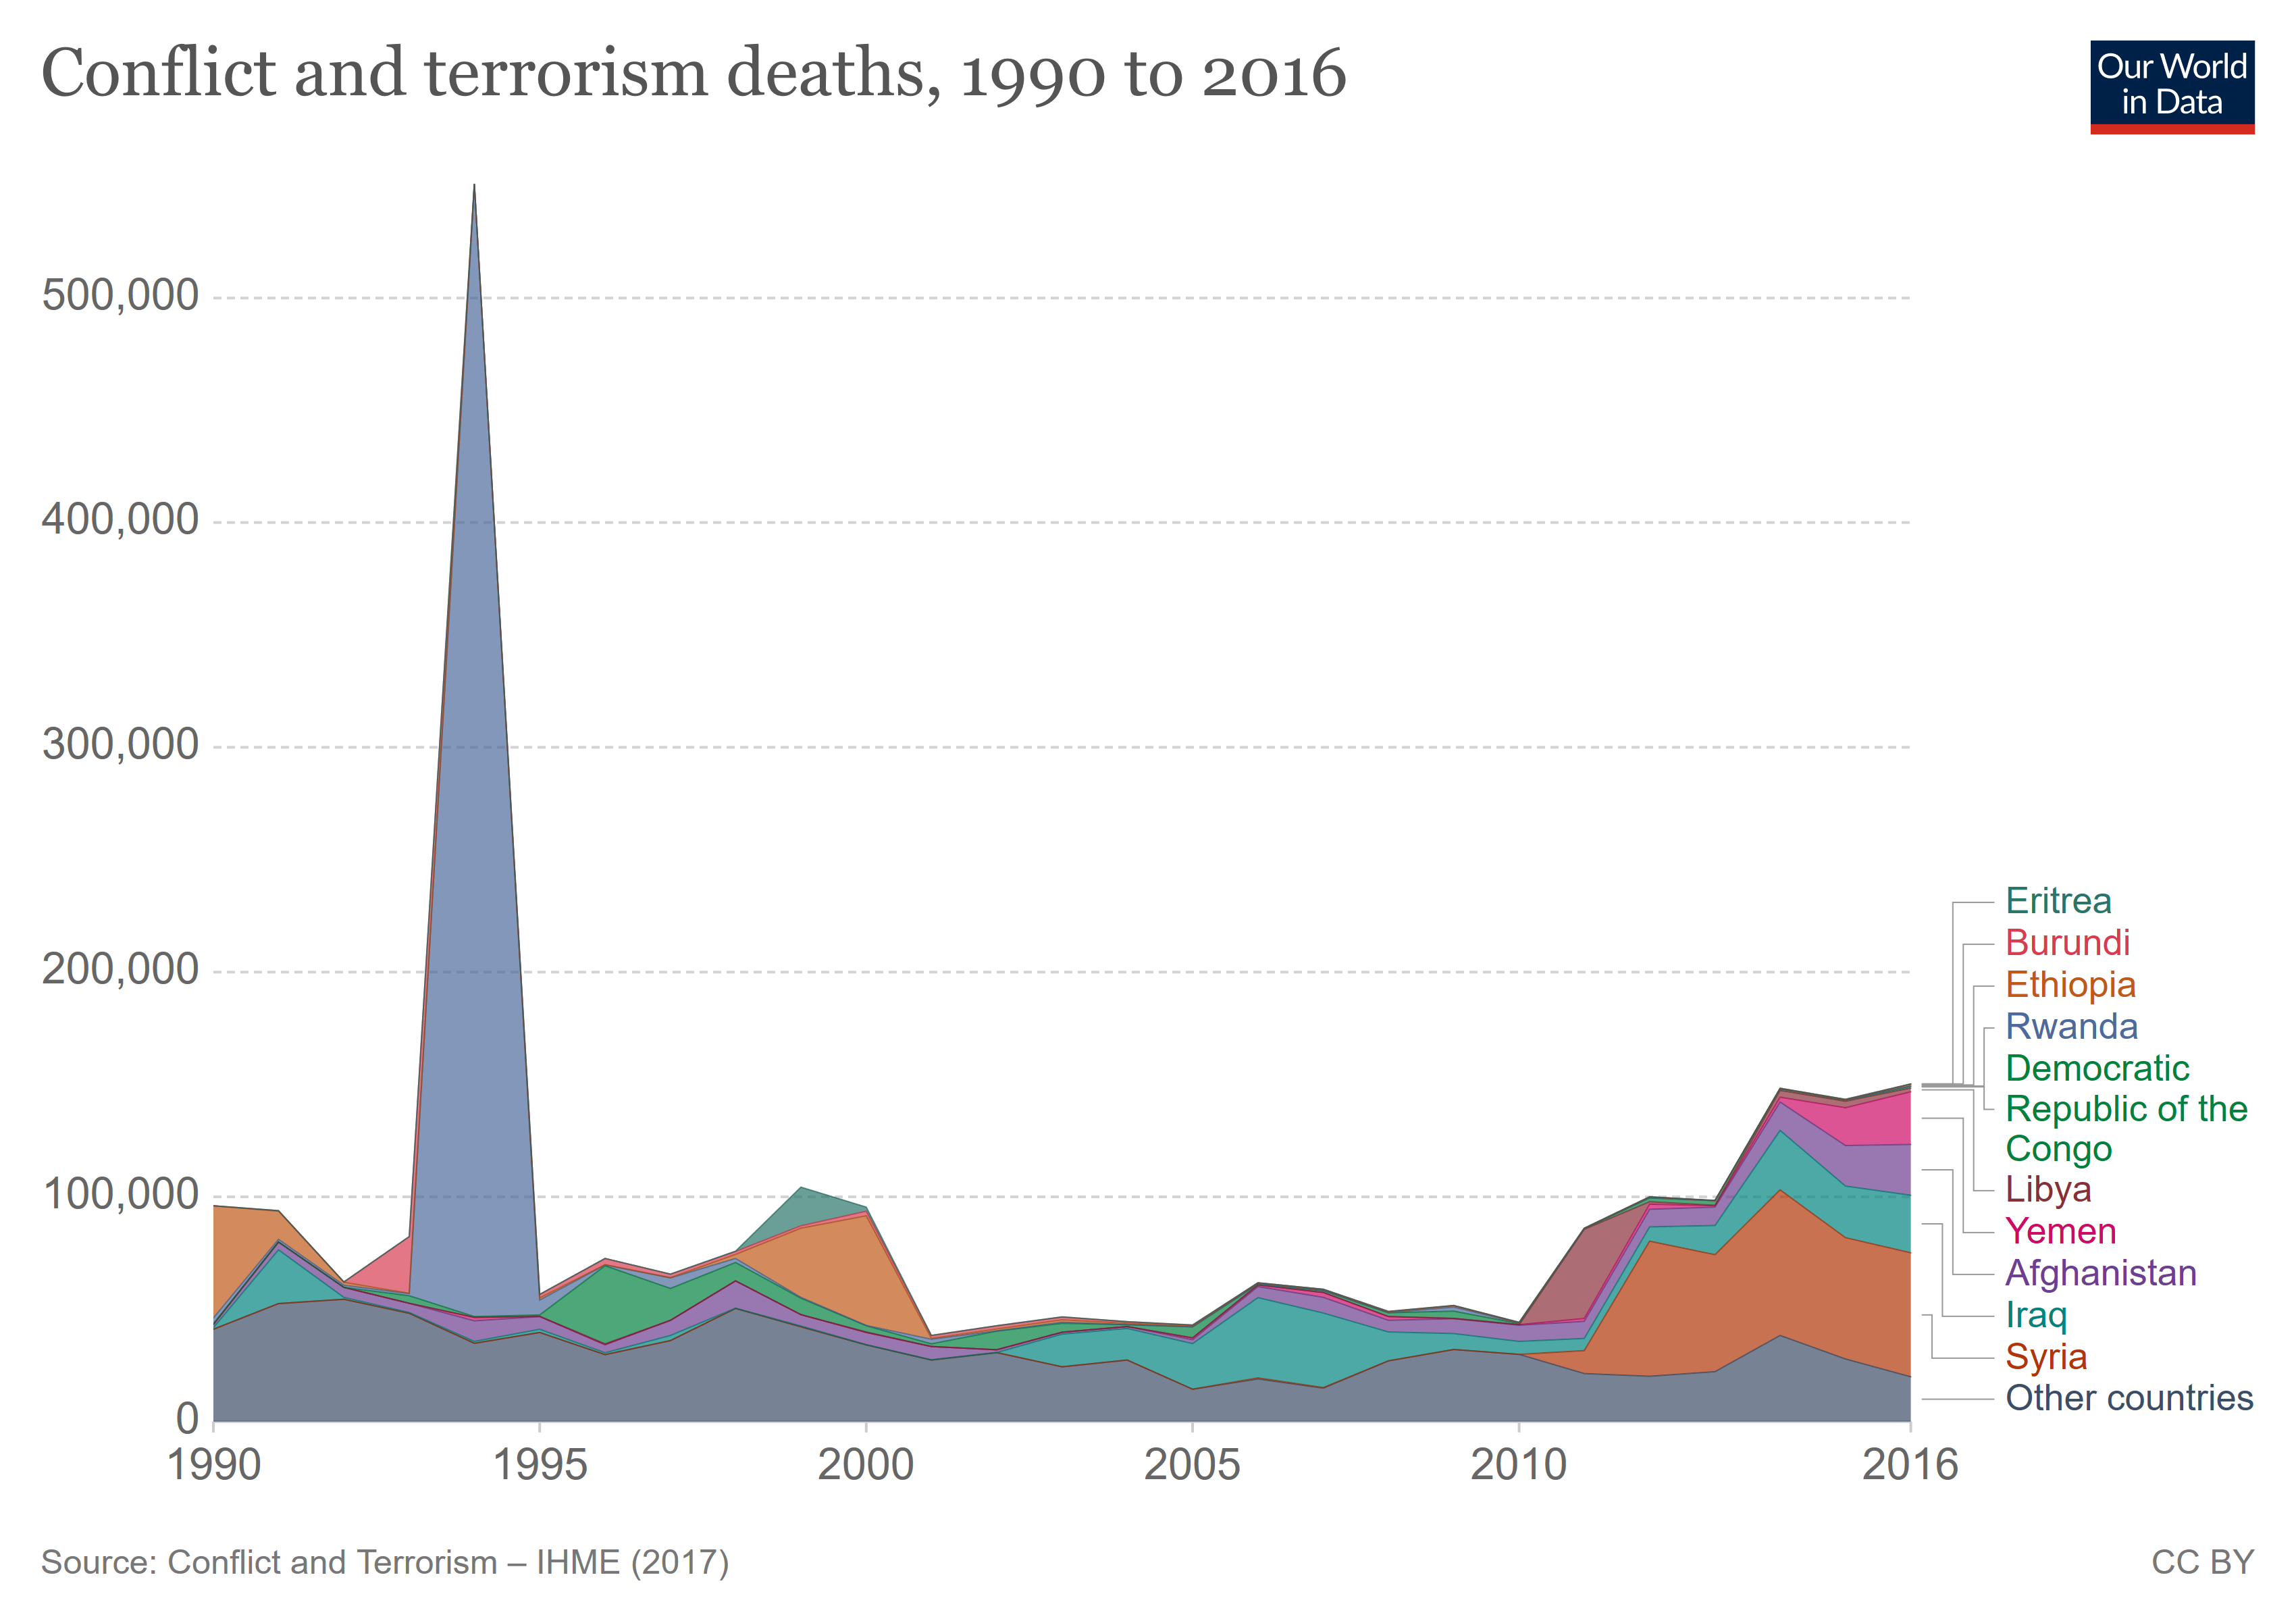 Conflict and terrorism deaths, 1990 to 2016
Our World
in Data
500,000
400,000
300,000
200,000
100,000
0
1990
1995
2000
2005
2010
2016
Eritrea
Burundi
Ethiopia
Rwanda
Democratic
Republic of the
Congo
Libya
Yemen
Afghanistan
Iraq
Syria
Other countries
Source: Conflict and Terrorism – IHME (2017)
CC BY